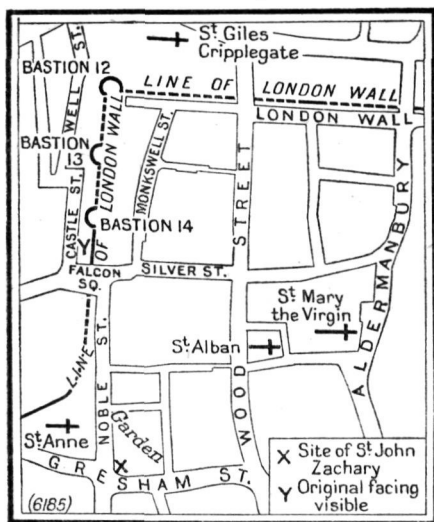 St. Giles
Cripplegate
WELL ST.
BASTION 12
LINE OF
LONDON WALL
LONDON WALL
BASTION
13
OF LONDON WALL
MONKSWELL ST.
CASTLE ST.
BASTION 14
Y
STREET
ALDERMANBURY
FALCON
SQ.
SILVER ST.
St. Mary
the Virgin
St. Alban
LINE
NOBLE ST.
WOOD
St. Anne
Garden
X
GRESHAM ST.
X Site of St. John
Zachary
Y Original facing
visible
(6185)